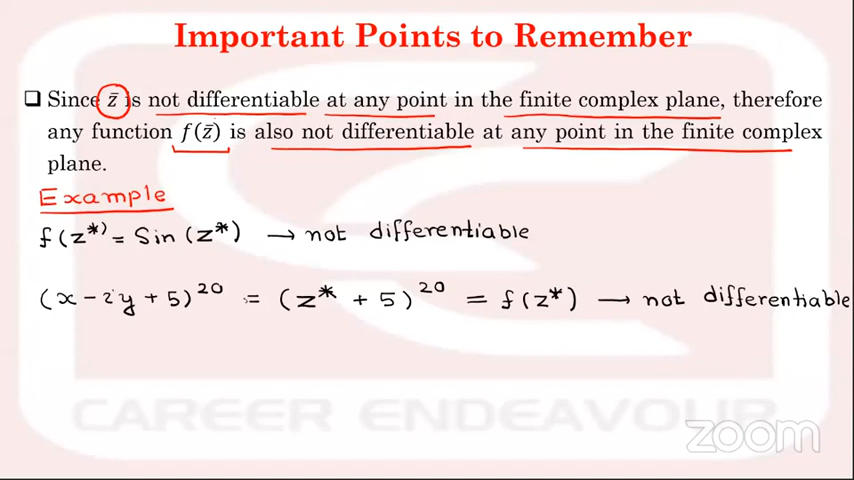 Important Points to Remember
❑ Since z̄ is not differentiable at any point in the finite complex plane, therefore
any function f(z̄) is also not differentiable at any point in the finite complex
plane.
Example
f(z*) = Sin(z*) → not differentiable
(x - iy + 5)²⁰ = (z* + 5)²⁰ = f(z*) → not differentiable
CAREER ENDEAVOUR
zoom